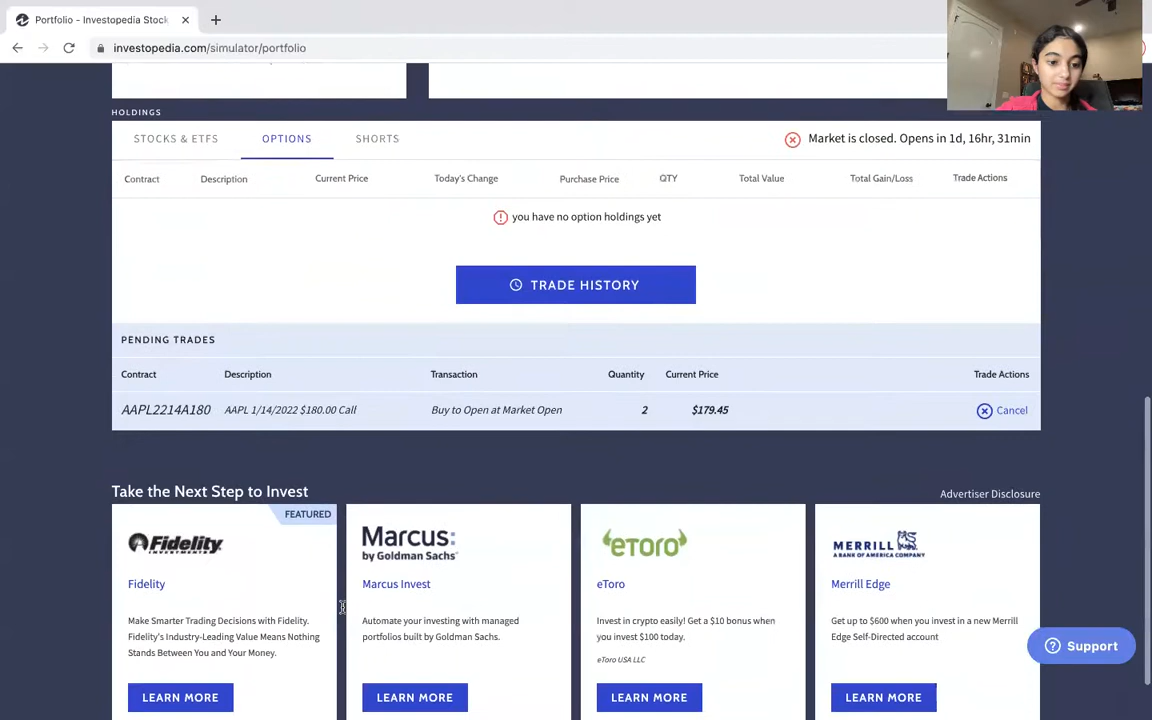 Portfolio - Investopedia Stock
investopedia.com/simulator/portfolio
HOLDINGS
STOCKS & ETFS OPTIONS SHORTS Market is closed. Opens in 1d, 16hr, 31min
Contract Description Current Price Today's Change Purchase Price QTY Total Value Total Gain/Loss Trade Actions
you have no option holdings yet
TRADE HISTORY
PENDING TRADES
Contract Description Transaction Quantity Current Price Trade Actions
AAPL2214A180 AAPL 1/14/2022 $180.00 Call Buy to Open at Market Open 2 $179.45 Cancel
Take the Next Step to Invest Advertiser Disclosure
FEATURED
Fidelity INVESTMENTS
Fidelity
Make Smarter Trading Decisions with Fidelity.
Fidelity's Industry-Leading Value Means Nothing
Stands Between You and Your Money.
LEARN MORE
Marcus:
by Goldman Sachs
Marcus Invest
Automate your investing with managed
portfolios built by Goldman Sachs.
LEARN MORE
eToro
eToro
Invest in crypto easily! Get a $10 bonus when
you invest $100 today.
eToro USA LLC
LEARN MORE
MERRILL
A BANK OF AMERICA COMPANY
Merrill Edge
Get up to $600 when you invest in a new Merrill
Edge Self-Directed account
LEARN MORE
Support